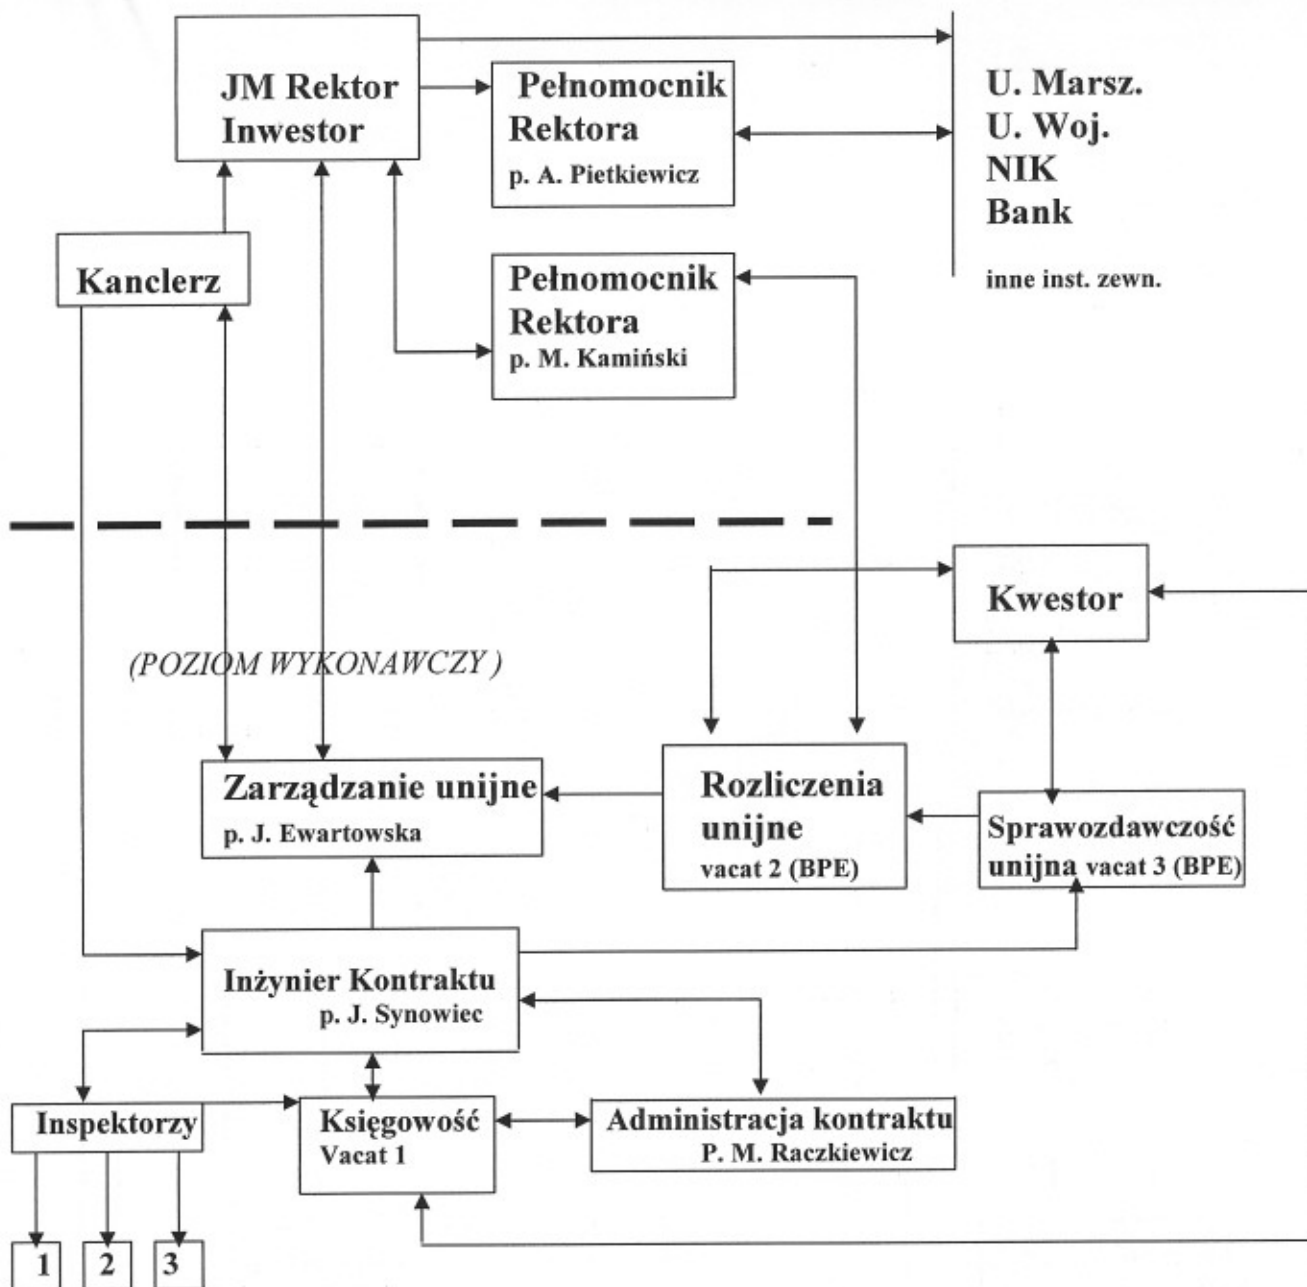 JM Rektor
Inwestor
Pełnomocnik
Rektora
p. A. Pietkiewicz
U. Marsz.
U. Woj.
NIK
Bank
inne inst. zewn.
Kanclerz
Pełnomocnik
Rektora
p. M. Kamiński
Kwestor
(POZIOM WYKONAWCZY )
Zarządzanie unijne
p. J. Ewartowska
Rozliczenia
unijne
vacat 2 (BPE)
Sprawozdawczość
unijna vacat 3 (BPE)
Inżynier Kontraktu
p. J. Synowiec
Inspektorzy
Księgowość
Vacat 1
Administracja kontraktu
P. M. Raczkiewicz
1 2 3